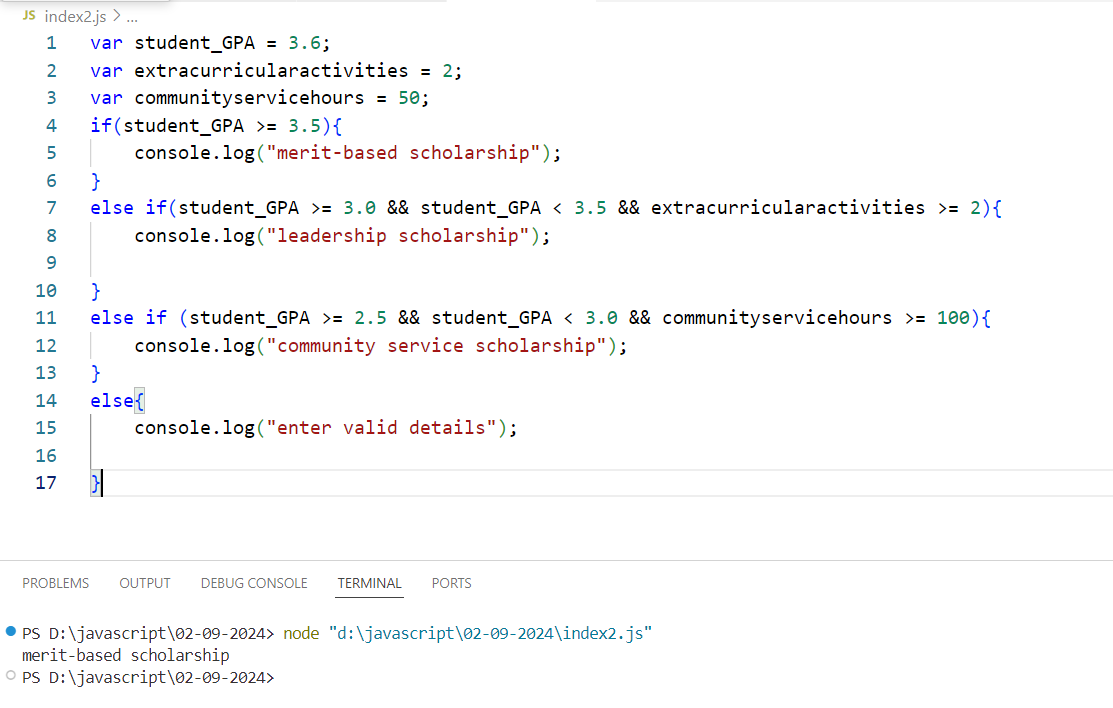 JS index2.js > ...
1 var student_GPA = 3.6;
2 var extracurricularactivities = 2;
3 var communityservicehours = 50;
4 if(student_GPA >= 3.5){
5     console.log("merit-based scholarship");
6 }
7 else if(student_GPA >= 3.0 && student_GPA < 3.5 && extracurricularactivities >= 2){
8     console.log("leadership scholarship");
9
10 }
11 else if (student_GPA >= 2.5 && student_GPA < 3.0 && communityservicehours >= 100){
12     console.log("community service scholarship");
13 }
14 else{
15     console.log("enter valid details");
16
17 }
PROBLEMS OUTPUT DEBUG CONSOLE TERMINAL PORTS
PS D:\javascript\02-09-2024> node "d:\javascript\02-09-2024\index2.js"
merit-based scholarship
PS D:\javascript\02-09-2024>